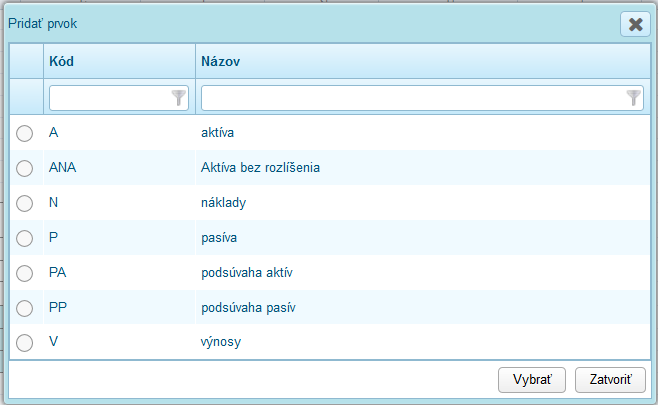 Pridať prvok
Kód Názov
A aktíva
ANA Aktíva bez rozlíšenia
N náklady
P pasíva
PA podsúvaha aktív
PP podsúvaha pasív
V výnosy
Vybrať Zatvoriť